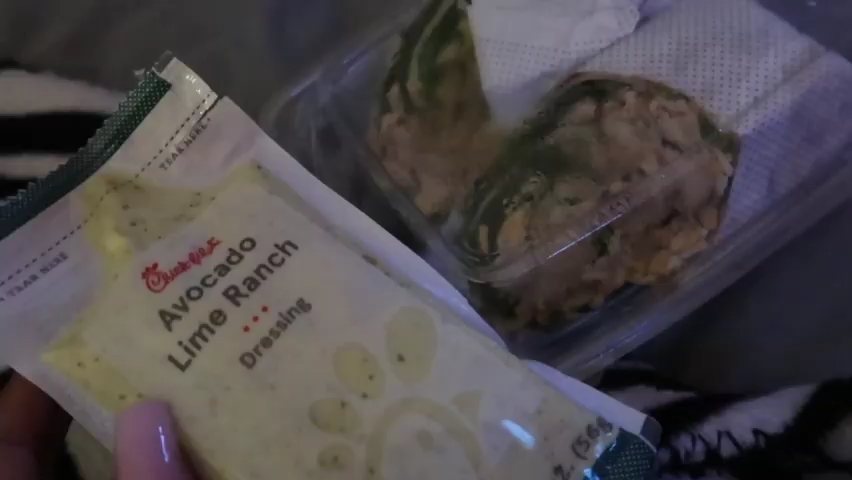 TEAR HERE
TEAR HERE
Chick-fil-A
Avocado
Lime Ranch
Dressing